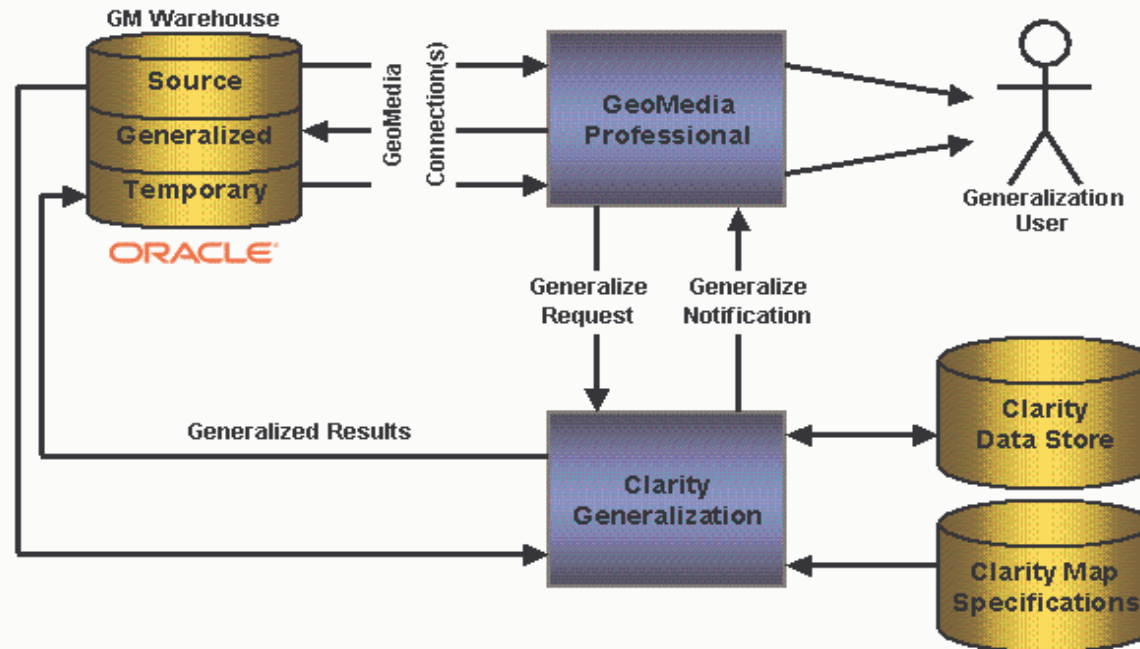 GM Warehouse
Source
Generalized
Temporary
ORACLE
GeoMedia
Connection(s)
GeoMedia
Professional
Generalization
User
Generalize
Request
Generalize
Notification
Generalized Results
Clarity
Generalization
Clarity
Data Store
Clarity Map
Specifications